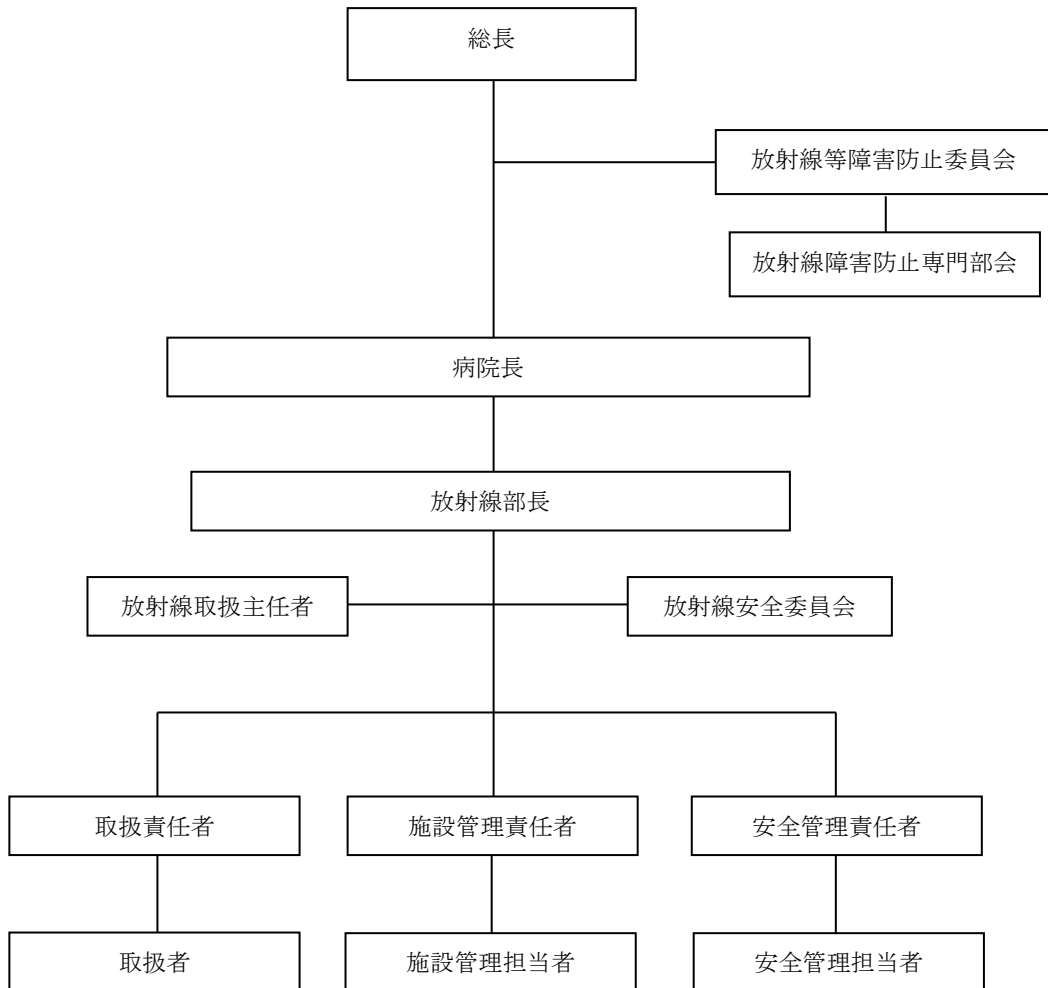 総長
放射線等障害防止委員会
放射線障害防止専門部会
病院長
放射線部長
放射線取扱主任者
放射線安全委員会
取扱責任者
施設管理責任者
安全管理責任者
取扱者
施設管理担当者
安全管理担当者